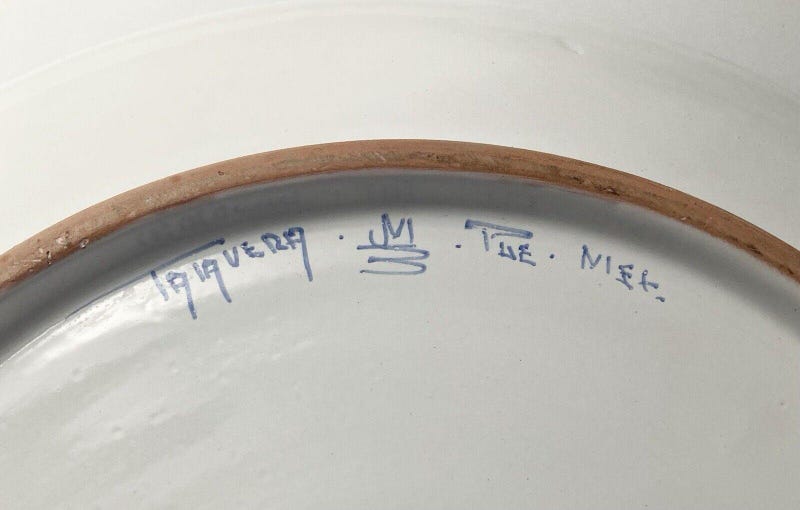 TALAVERA . PUE . MEX.